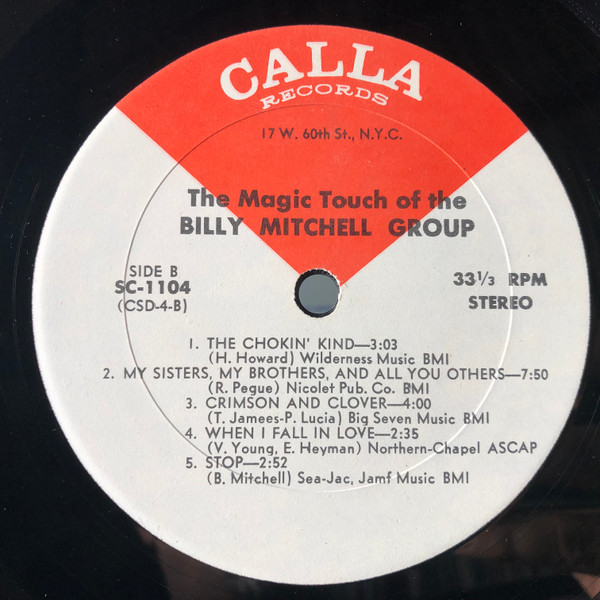 CALLA
RECORDS
17 W. 60th St., N.Y.C.
The Magic Touch of the
BILLY MITCHELL GROUP
SIDE B
SC-1104
(CSD-4-B)
33 1/3 RPM
STEREO
1. THE CHOKIN' KIND—3:03
(H. Howard) Wilderness Music BMI
2. MY SISTERS, MY BROTHERS, AND ALL YOU OTHERS—7:50
(R. Pegue) Nicolet Pub. Co. BMI
3. CRIMSON AND CLOVER—4:00
(T. Jamees-P. Lucia) Big Seven Music BMI
4. WHEN I FALL IN LOVE—2:35
(V. Young, E. Heyman) Northern-Chapel ASCAP
5. STOP—2:52
(B. Mitchell) Sea-Jac, Jamf Music BMI